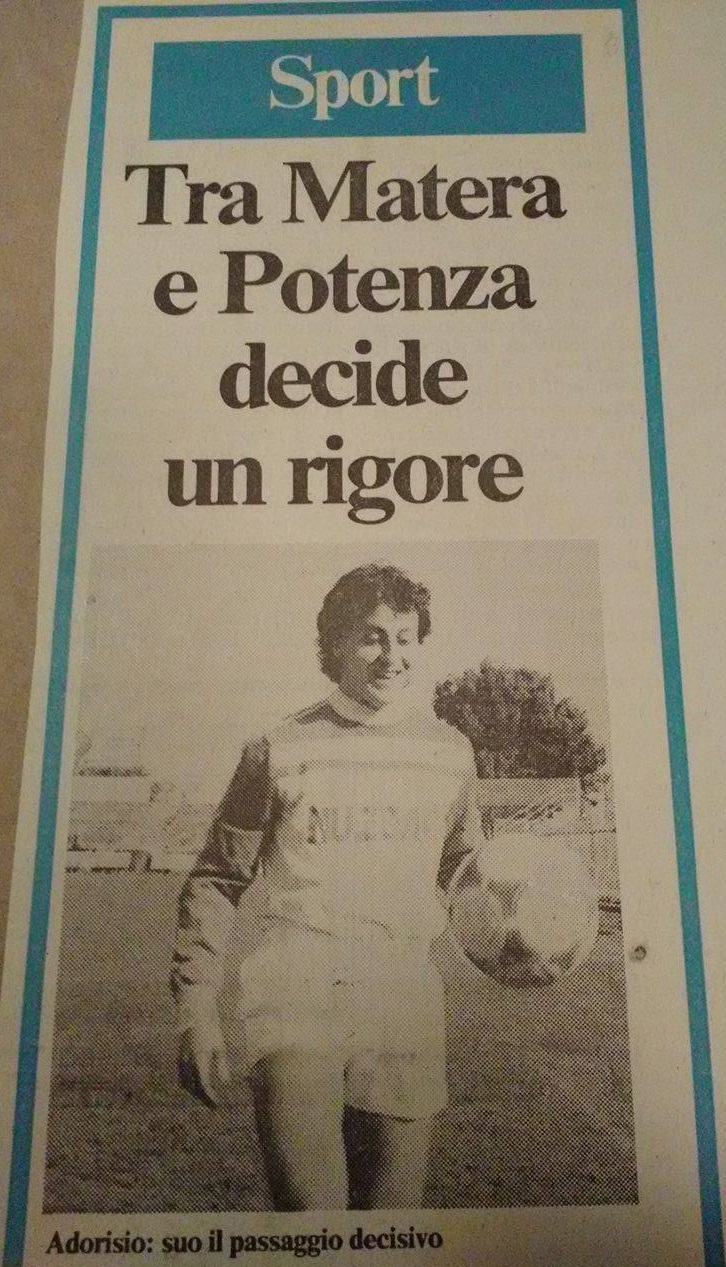 Sport
Tra Matera
e Potenza
decide
un rigore
Adorisio: suo il passaggio decisivo